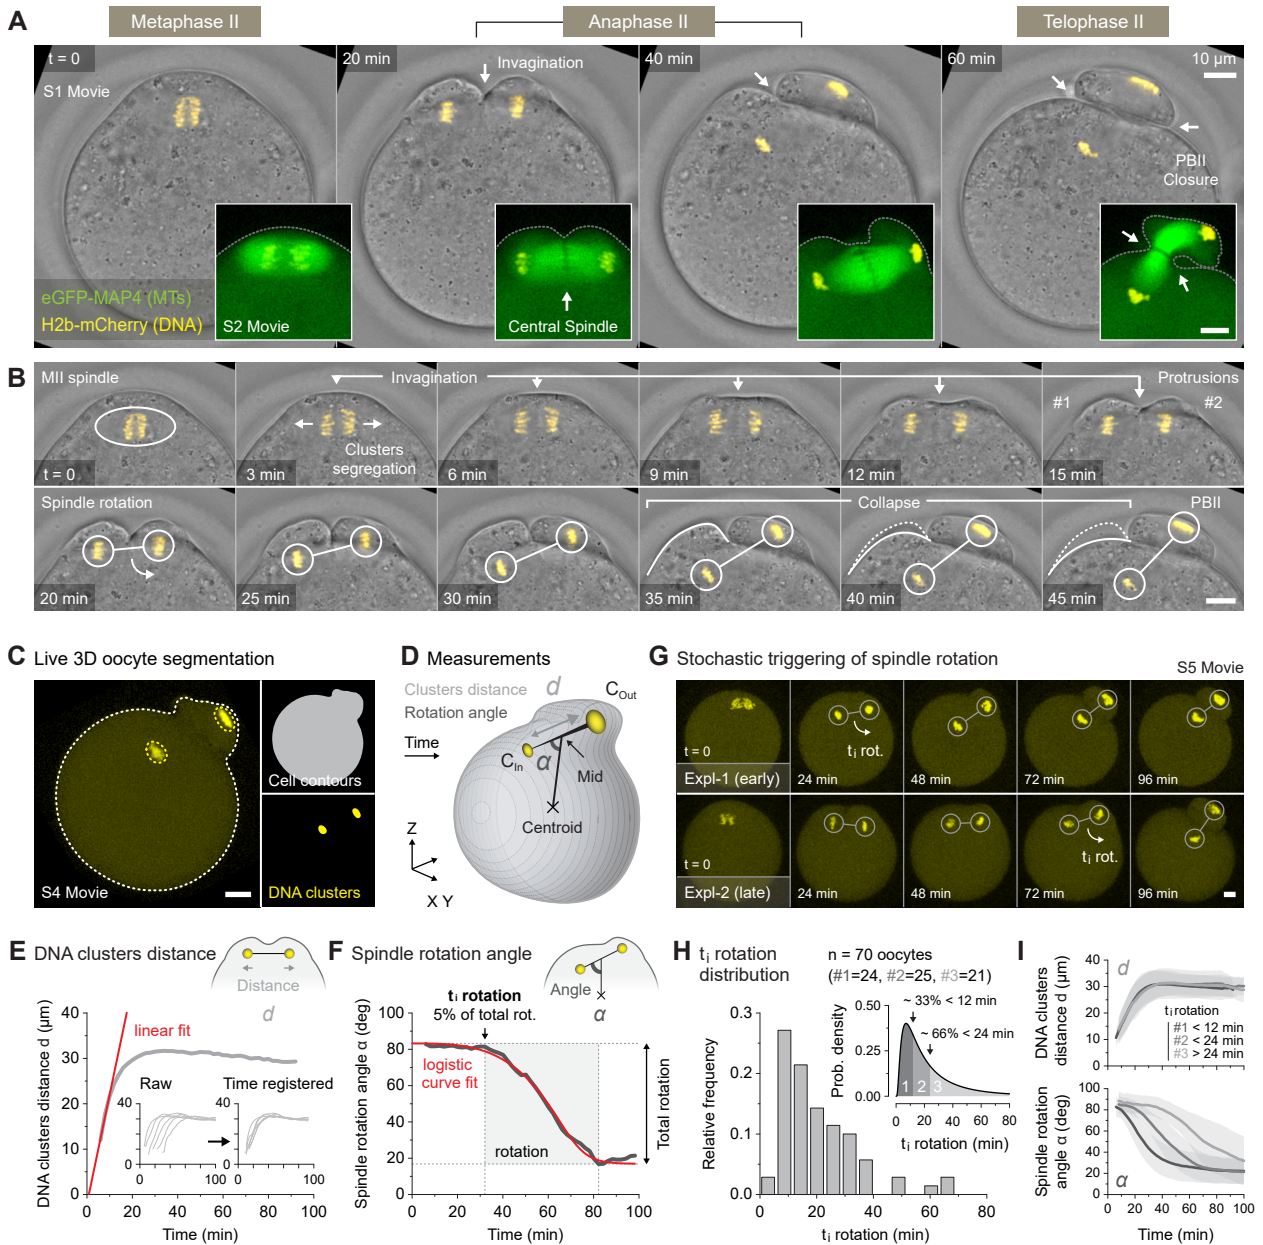 A
Metaphase II
Anaphase II
Telophase II
t = 0
S1 Movie
20 min
Invagination
40 min
60 min
10 µm
PBII
Closure
eGFP-MAP4 (MTs)
H2b-mCherry (DNA)
S2 Movie
Central Spindle
B
MII spindle
Invagination
Protrusions
#1
#2
Clusters
segregation
t = 0
3 min
6 min
9 min
12 min
15 min
Spindle rotation
Collapse
PBII
20 min
25 min
30 min
35 min
40 min
45 min
C Live 3D oocyte segmentation
Cell contours
S4 Movie
DNA clusters
D Measurements
Clusters distance d
Rotation angle
COut
Time
CIn
α
Mid
Centroid
Z
X Y
G Stochastic triggering of spindle rotation
S5 Movie
t = 0
ti rot.
Expl-1 (early)
24 min
48 min
72 min
96 min
t = 0
ti rot.
Expl-2 (late)
24 min
48 min
72 min
96 min
E DNA clusters distance
Distance
d
DNA clusters distance d (µm)
40
30
20
10
0
linear fit
Raw
Time registered
40
0
0
100
40
0
0
100
0 20 40 60 80 100
Time (min)
F Spindle rotation angle
Angle
α
ti rotation
5% of total rot.
Spindle rotation angle α (deg)
100
80
60
40
20
0
logistic
curve fit
rotation
Total rotation
0 20 40 60 80 100
Time (min)
H ti rotation
distribution
n = 70 oocytes
(#1=24, #2=25, #3=21)
Relative frequency
0.3
0.2
0.1
0.0
Prob. density
0.50
0.25
0.00
~ 33% < 12 min
~ 66% < 24 min
1 2 3
0 20 40 60 80
ti rotation (min)
0 20 40 60 80
ti rotation (min)
I
DNA clusters
distance d (µm)
40
30
20
10
0
d
ti rotation
#1 < 12 min
#2 < 24 min
#3 > 24 min
Spindle rotation
angle α (deg)
100
80
60
40
20
0
α
0 20 40 60 80 100
Time (min)